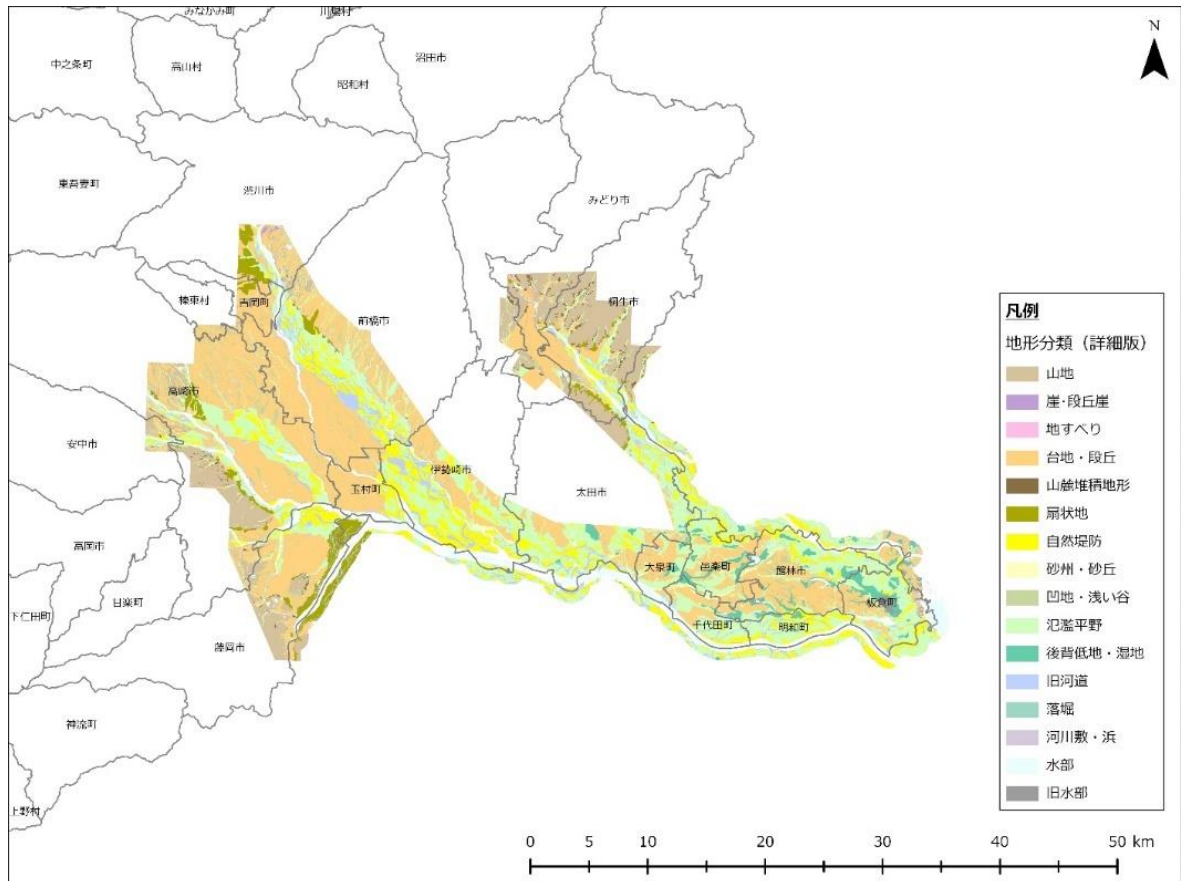 みなかみ町
川場村
沼田市
中之条町
高山村
昭和村
N
東吾妻町
渋川市
みどり市
榛東村
吉岡町
前橋市
桐生市
高崎市
安中市
伊勢崎市
玉村町
太田市
大泉町
邑楽町
館林市
板倉町
千代田町
明和町
富岡市
甘楽町
下仁田町
藤岡市
神流町
上野村
凡例
地形分類（詳細版）
山地
崖・段丘崖
地すべり
台地・段丘
山麓堆積地形
扇状地
自然堤防
砂州・砂丘
凹地・浅い谷
氾濫平野
後背低地・湿地
旧河道
落堀
河川敷・浜
水部
旧水部
0 5 10 20 30 40 50 km